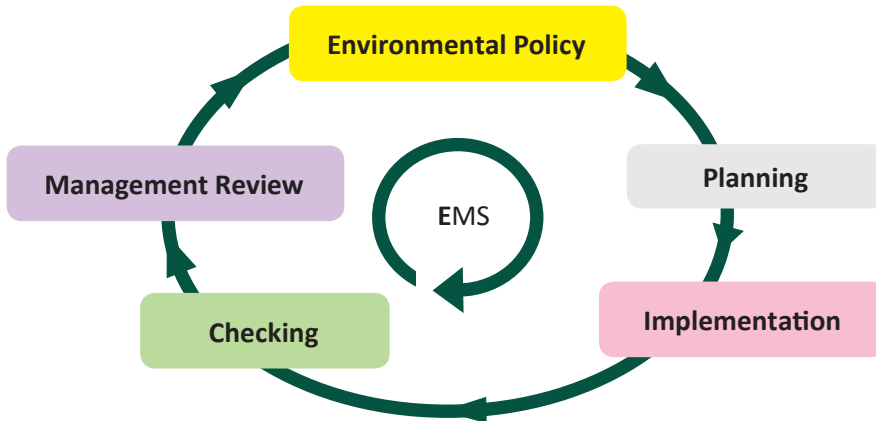 Environmental Policy
Management Review
Planning
EMS
Implementation
Checking